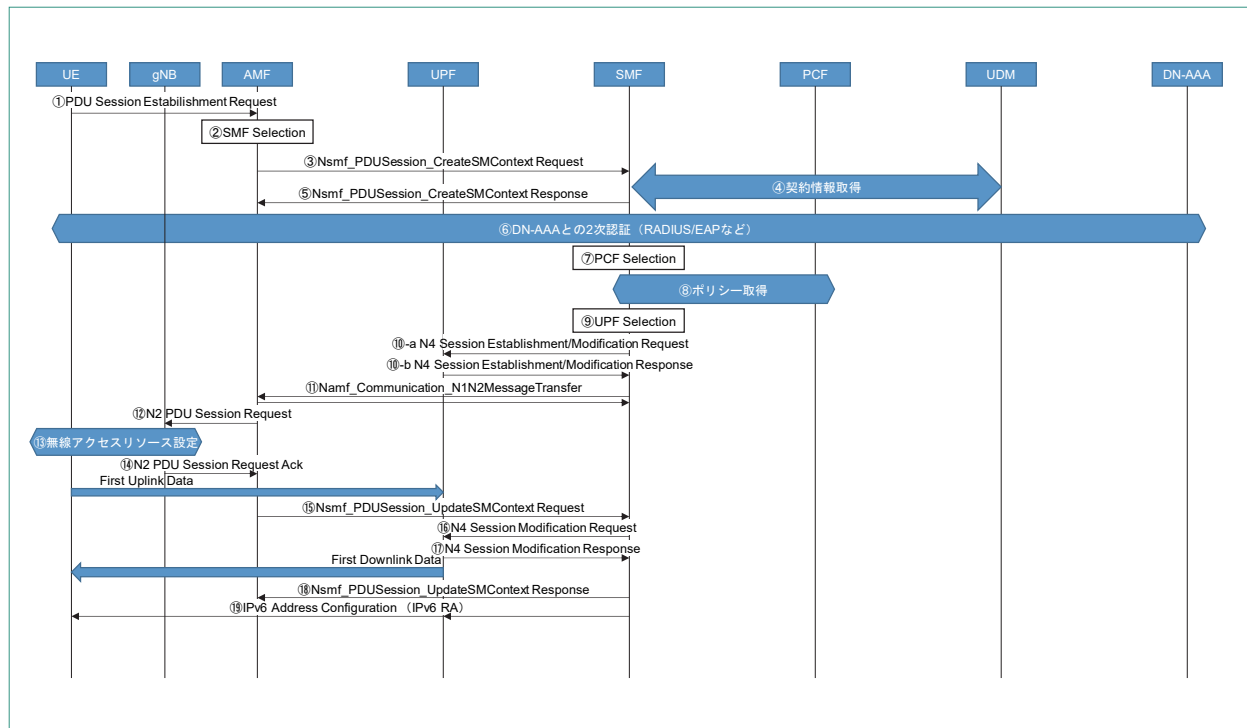 UE gNB AMF UPF SMF PCF UDM DN-AAA
①PDU Session Estabilishment Request
②SMF Selection
③Nsmf_PDUSession_CreateSMContext Request
④契約情報取得
⑤Nsmf_PDUSession_CreateSMContext Response
⑥DN-AAAとの2次認証（RADIUS/EAPなど）
⑦PCF Selection
⑧ポリシー取得
⑨UPF Selection
⑩-a N4 Session Establishment/Modification Request
⑩-b N4 Session Establishment/Modification Response
⑪Namf_Communication_N1N2MessageTransfer
⑫N2 PDU Session Request
⑬無線アクセスリソース設定
⑭N2 PDU Session Request Ack
First Uplink Data
⑮Nsmf_PDUSession_UpdateSMContext Request
⑯N4 Session Modification Request
⑰N4 Session Modification Response
First Downlink Data
⑱Nsmf_PDUSession_UpdateSMContext Response
⑲IPv6 Address Configuration （IPv6 RA）